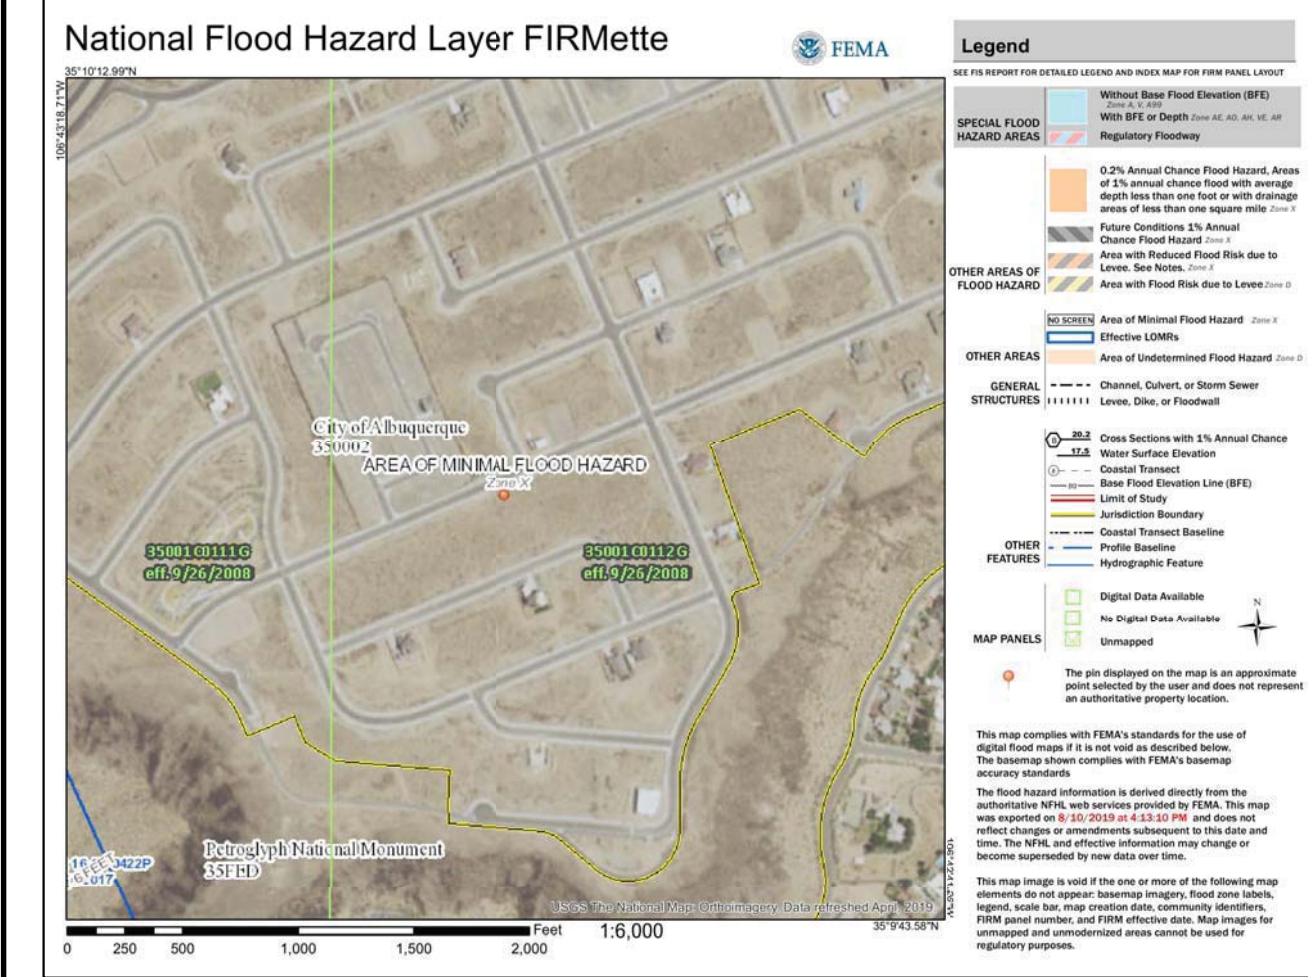 National Flood Hazard Layer FIRMette
FEMA
35°10'12.99"N
106°43'18.71"W
City of Albuquerque
350002
AREA OF MINIMAL FLOOD HAZARD
Zone X
35001C0111G
eff. 9/26/2008
35001C0112G
eff. 9/26/2008
Petroglyph National Monument
35FED
0422P
2017
FEET
USGS The National Map: Orthoimagery. Data refreshed April, 2019
35°9'43.58"N
0 250 500 1,000 1,500 2,000
Feet
1:6,000
Legend
SEE FIS REPORT FOR DETAILED LEGEND AND INDEX MAP FOR FIRM PANEL LAYOUT
SPECIAL FLOOD
HAZARD AREAS
Without Base Flood Elevation (BFE)
Zone A, V, A99
With BFE or Depth Zone AE, AO, AH, VE, AR
Regulatory Floodway
OTHER AREAS OF
FLOOD HAZARD
0.2% Annual Chance Flood Hazard, Areas
of 1% annual chance flood with average
depth less than one foot or with drainage
areas of less than one square mile Zone X
Future Conditions 1% Annual
Chance Flood Hazard Zone X
Area with Reduced Flood Risk due to
Levee. See Notes. Zone X
Area with Flood Risk due to Levee Zone D
OTHER AREAS
NO SCREEN Area of Minimal Flood Hazard Zone X
Effective LOMRs
Area of Undetermined Flood Hazard Zone D
GENERAL
STRUCTURES
Channel, Culvert, or Storm Sewer
Levee, Dike, or Floodwall
OTHER
FEATURES
20.2 Cross Sections with 1% Annual Chance
17.5 Water Surface Elevation
Coastal Transect
Base Flood Elevation Line (BFE)
Limit of Study
Jurisdiction Boundary
Coastal Transect Baseline
Profile Baseline
Hydrographic Feature
MAP PANELS
Digital Data Available
No Digital Data Available
Unmapped
N
The pin displayed on the map is an approximate
point selected by the user and does not represent
an authoritative property location.
This map complies with FEMA's standards for the use of
digital flood maps if it is not void as described below.
The basemap shown complies with FEMA's basemap
accuracy standards
The flood hazard information is derived directly from the
authoritative NFHL web services provided by FEMA. This map
was exported on 8/10/2019 at 4:13:10 PM and does not
reflect changes or amendments subsequent to this date and
time. The NFHL and effective information may change or
become superseded by new data over time.
This map image is void if the one or more of the following map
elements do not appear: basemap imagery, flood zone labels,
legend, scale bar, map creation date, community identifiers,
FIRM panel number, and FIRM effective date. Map images for
unmapped and unmodernized areas cannot be used for
regulatory purposes.